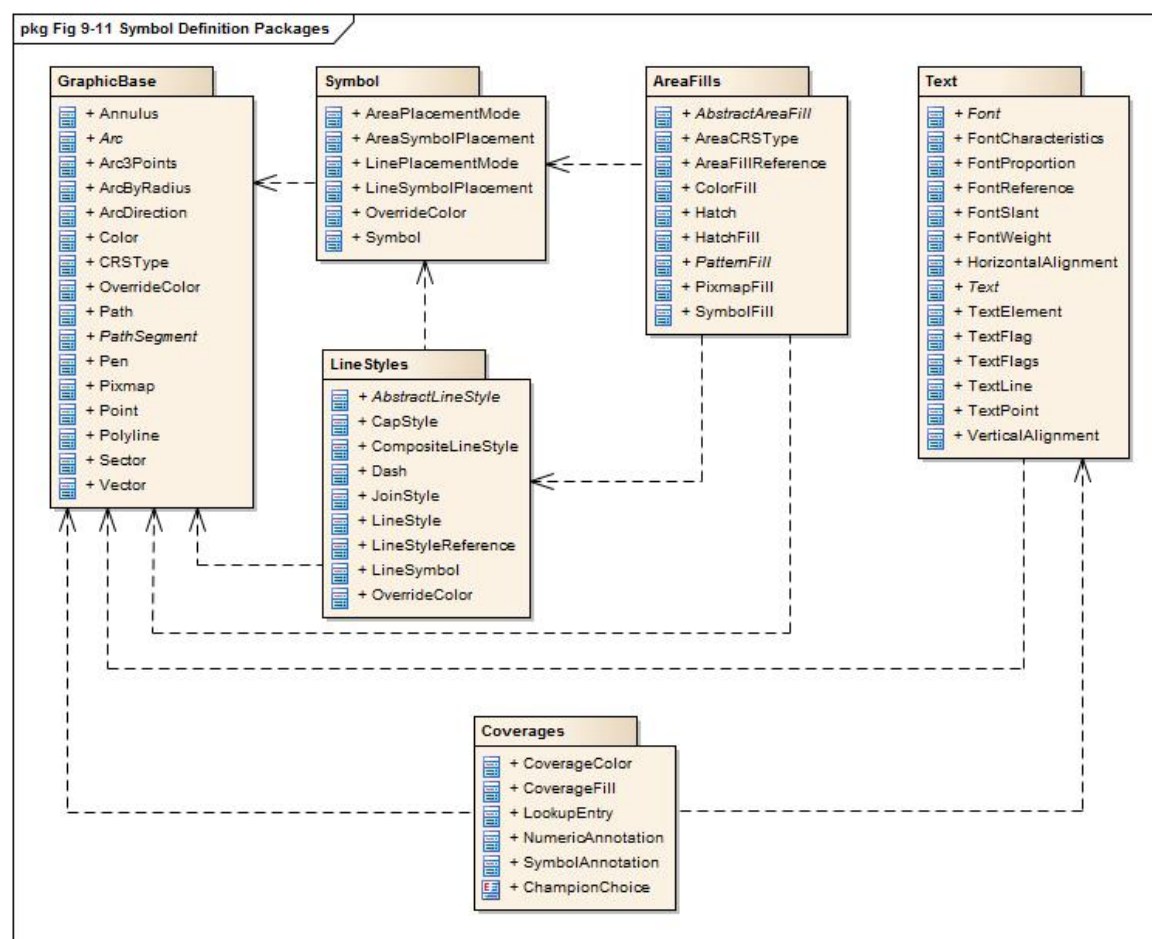 pkg Fig 9-11 Symbol Definition Packages
GraphicBase
+ Annulus
+ Arc
+ Arc3Points
+ ArcByRadius
+ ArcDirection
+ Color
+ CRSType
+ OverrideColor
+ Path
+ PathSegment
+ Pen
+ Pixmap
+ Point
+ Polyline
+ Sector
+ Vector
Symbol
+ AreaPlacementMode
+ AreaSymbolPlacement
+ LinePlacementMode
+ LineSymbolPlacement
+ OverrideColor
+ Symbol
AreaFills
+ AbstractAreaFill
+ AreaCRSType
+ AreaFillReference
+ ColorFill
+ Hatch
+ HatchFill
+ PatternFill
+ PixmapFill
+ SymbolFill
Text
+ Font
+ FontCharacteristics
+ FontProportion
+ FontReference
+ FontSlant
+ FontWeight
+ HorizontalAlignment
+ Text
+ TextElement
+ TextFlag
+ TextFlags
+ TextLine
+ TextPoint
+ VerticalAlignment
LineStyles
+ AbstractLineStyle
+ CapStyle
+ CompositeLineStyle
+ Dash
+ JoinStyle
+ LineStyle
+ LineStyleReference
+ LineSymbol
+ OverrideColor
Coverages
+ CoverageColor
+ CoverageFill
+ LookupEntry
+ NumericAnnotation
+ SymbolAnnotation
+ ChampionChoice